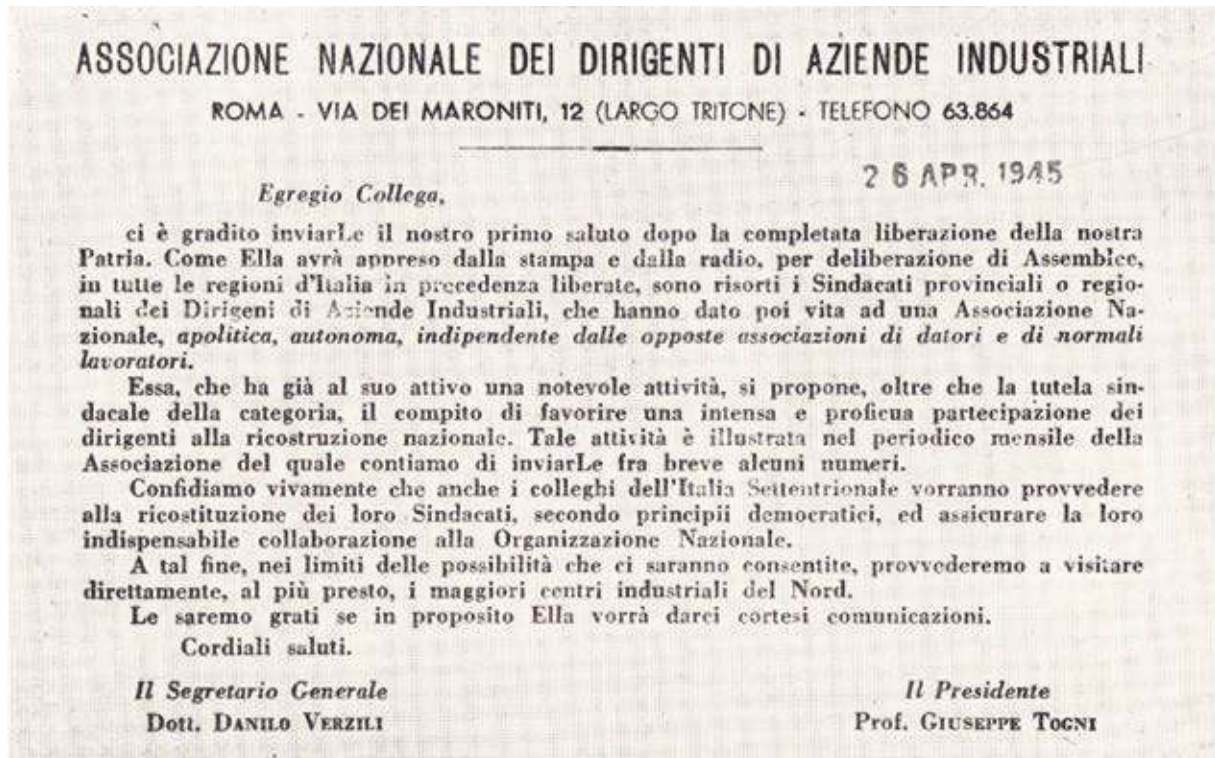 ASSOCIAZIONE NAZIONALE DEI DIRIGENTI DI AZIENDE INDUSTRIALI
ROMA - VIA DEI MARONITI, 12 (LARGO TRITONE) - TELEFONO 63.864
26 APR. 1945
Egregio Collega,
ci è gradito inviarLe il nostro primo saluto dopo la completata liberazione della nostra
Patria. Come Ella avrà appreso dalla stampa e dalla radio, per deliberazione di Assemblee,
in tutte le regioni d'Italia in precedenza liberate, sono risorti i Sindacati provinciali o regio-
nali dei Dirigeni di Aziende Industriali, che hanno dato poi vita ad una Associazione Na-
zionale, apolitica, autonoma, indipendente dalle opposte associazioni di datori e di normali
lavoratori.
Essa, che ha già al suo attivo una notevole attività, si propone, oltre che la tutela sin-
dacale della categoria, il compito di favorire una intensa e proficua partecipazione dei
dirigenti alla ricostruzione nazionale. Tale attività è illustrata nel periodico mensile della
Associazione del quale contiamo di inviarLe fra breve alcuni numeri.
Confidiamo vivamente che anche i colleghi dell'Italia Settentrionale vorranno provvedere
alla ricostituzione dei loro Sindacati, secondo principii democratici, ed assicurare la loro
indispensabile collaborazione alla Organizzazione Nazionale.
A tal fine, nei limiti delle possibilità che ci saranno consentite, provvederemo a visitare
direttamente, al più presto, i maggiori centri industriali del Nord.
Le saremo grati se in proposito Ella vorrà darci cortesi comunicazioni.
Cordiali saluti.
Il Segretario Generale
Dott. DANILO VERZILI
Il Presidente
Prof. GIUSEPPE TOGNI